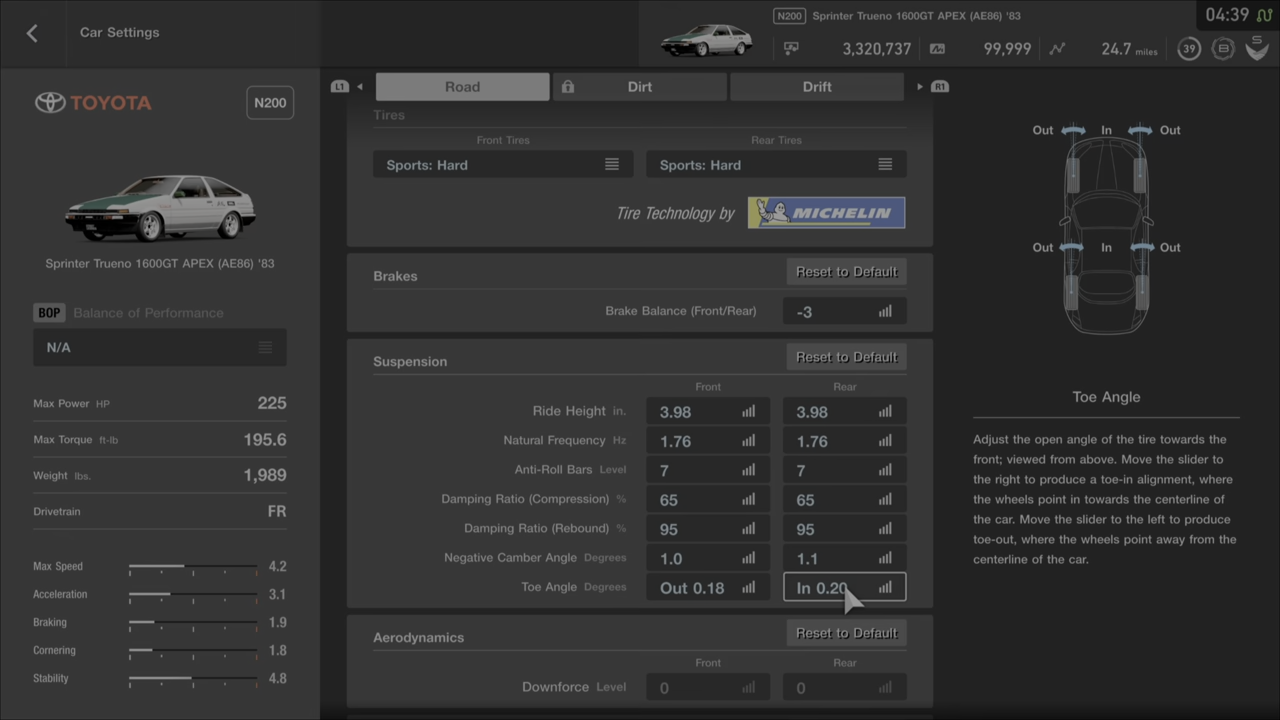 Car Settings
N200 Sprinter Trueno 1600GT APEX (AE86) '83
3,320,737 99,999 24.7 miles 39 B S
04:39
L1 Road Dirt Drift R1
TOYOTA N200
Sprinter Trueno 1600GT APEX (AE86) '83
BOP Balance of Performance
N/A
Max Power HP 225
Max Torque ft-lb 195.6
Weight lbs. 1,989
Drivetrain FR
Max Speed 4.2
Acceleration 3.1
Braking 1.9
Cornering 1.8
Stability 4.8
Tires
Front Tires Rear Tires
Sports: Hard Sports: Hard
Tire Technology by MICHELIN
Brakes Reset to Default
Brake Balance (Front/Rear) -3
Suspension Reset to Default
Front Rear
Ride Height in. 3.98 3.98
Natural Frequency Hz 1.76 1.76
Anti-Roll Bars Level 7 7
Damping Ratio (Compression) % 65 65
Damping Ratio (Rebound) % 95 95
Negative Camber Angle Degrees 1.0 1.1
Toe Angle Degrees Out 0.18 In 0.20
Aerodynamics Reset to Default
Front Rear
Downforce Level 0 0
Out In Out
Out In Out
Toe Angle
Adjust the open angle of the tire towards the
front; viewed from above. Move the slider to
the right to produce a toe-in alignment, where
the wheels point in towards the centerline of
the car. Move the slider to the left to produce
toe-out, where the wheels point away from the
centerline of the car.